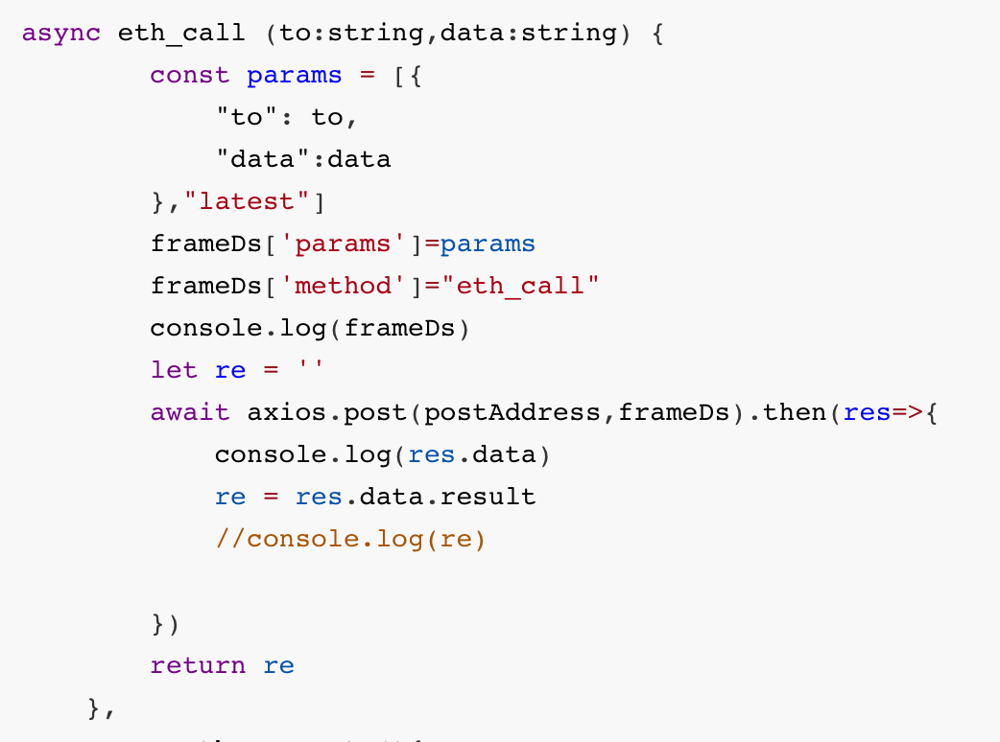 async eth_call (to:string,data:string) {
        const params = [{
            "to": to,
            "data":data
        },"latest"]
        frameDs['params']=params
        frameDs['method']="eth_call"
        console.log(frameDs)
        let re = ''
        await axios.post(postAddress,frameDs).then(res=>{
            console.log(res.data)
            re = res.data.result
            //console.log(re)
        })
        return re
    },